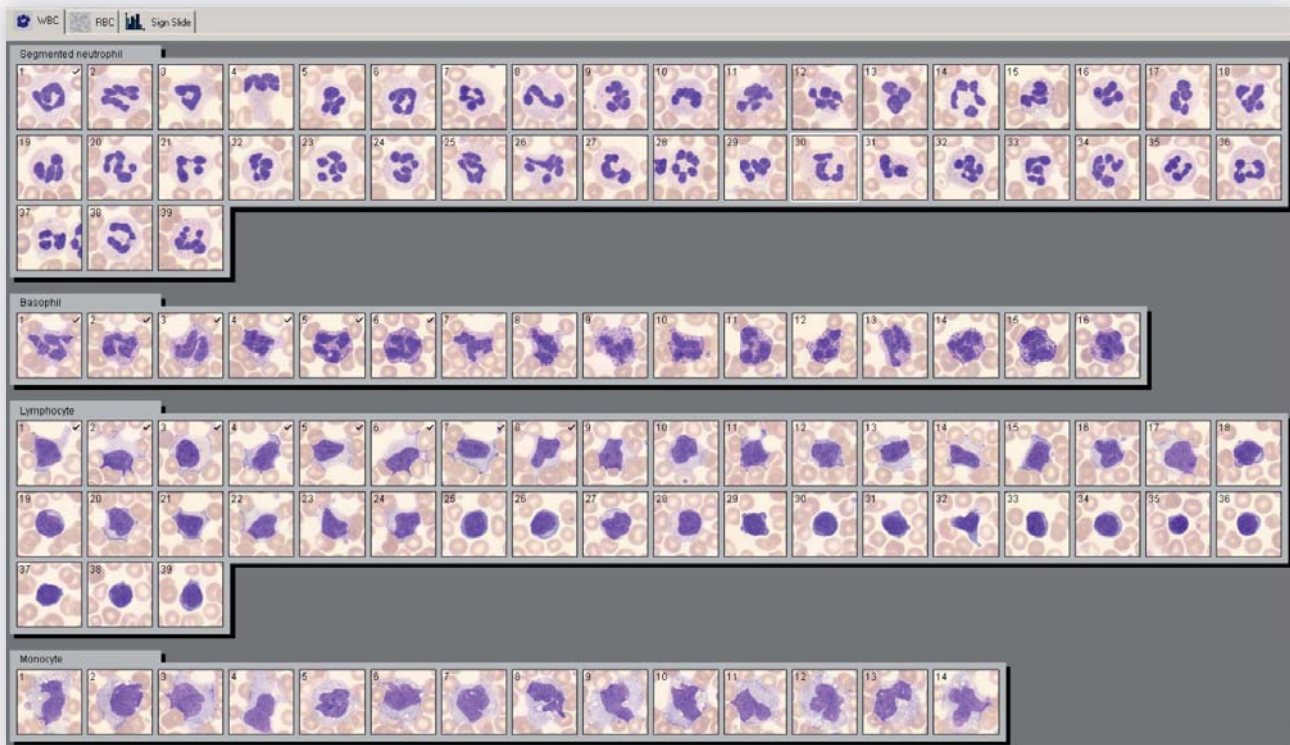 WBC RBC Sign Slide
Segmented neutrophil
1 2 3 4 5 6 7 8 9 10 11 12 13 14 15 16 17 18
19 20 21 22 23 24 25 26 27 28 29 30 31 32 33 34 35 36
37 38 39
Basophil
1 2 3 4 5 6 7 8 9 10 11 12 13 14 15 16
Lymphocyte
1 2 3 4 5 6 7 8 9 10 11 12 13 14 15 16 17 18
19 20 21 22 23 24 25 26 27 28 29 30 31 32 33 34 35 36
37 38 39
Monocyte
1 2 3 4 5 6 7 8 9 10 11 12 13 14